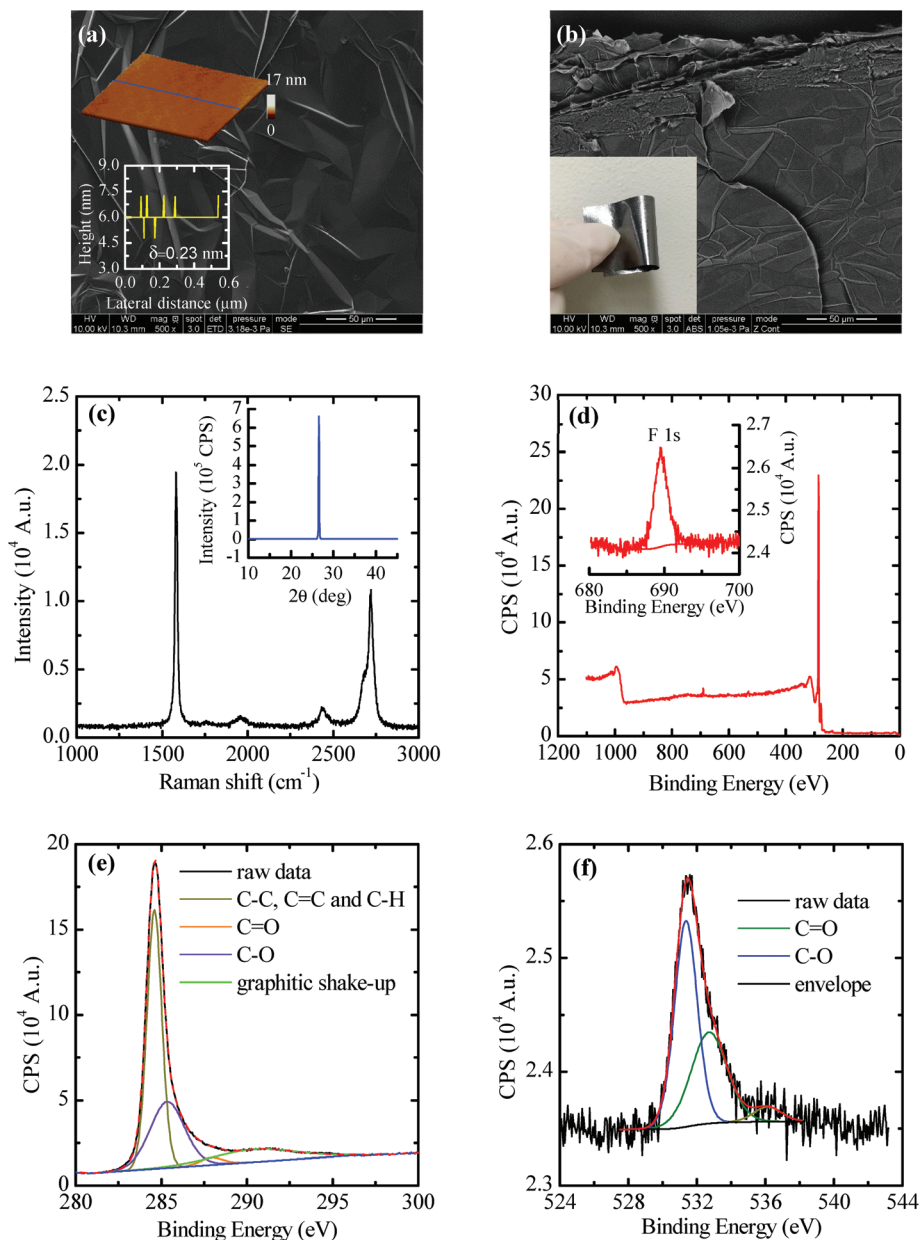 (a)
17 nm
0
Height (nm)
9.0
7.5
6.0
4.5
3.0
δ=0.23 nm
0.0 0.2 0.4 0.6
Lateral distance (μm)
HV WD mag spot det pressure mode
10.00 kV 10.3 mm 500 x 3.0 ETD 3.18e-3 Pa SE
50 μm
(b)
HV WD mag spot det pressure mode
10.00 kV 10.3 mm 500 x 3.0 ABS 1.05e-3 Pa Z Cont
50 μm
(c)
Intensity (10⁴ A.u.)
2.5
2.0
1.5
1.0
0.5
0.0
1000 1500 2000 2500 3000
Raman shift (cm⁻¹)
Intensity (10⁵ CPS)
7
6
5
4
3
2
1
0
-1
10 20 30 40
2θ (deg)
(d)
CPS (10⁴ A.u.)
30
25
20
15
10
5
0
1200 1000 800 600 400 200 0
Binding Energy (eV)
F 1s
2.7
2.6
2.5
2.4
CPS (10⁴ A.u.)
680 690 700
Binding Energy (eV)
(e)
CPS (10⁴ A.u.)
20
15
10
5
0
280 285 290 295 300
Binding Energy (eV)
raw data
C-C, C=C and C-H
C=O
C-O
graphitic shake-up
(f)
CPS (10⁴ A.u.)
2.6
2.5
2.4
2.3
524 528 532 536 540 544
Binding Energy (eV)
raw data
C=O
C-O
envelope